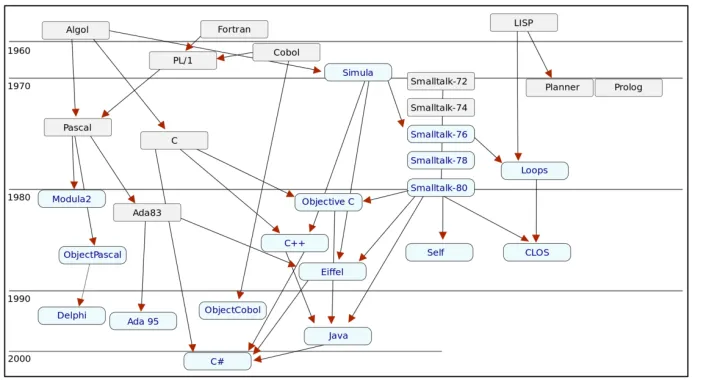 LISP
Algol
Fortran
1960
Cobol
PL/1
Simula
1970
Smalltalk-72
Planner
Prolog
Smalltalk-74
Pascal
C
Smalltalk-76
Smalltalk-78
Loops
1980
Smalltalk-80
Modula2
Objective C
Ada83
C++
ObjectPascal
Self
CLOS
Eiffel
1990
ObjectCobol
Delphi
Ada 95
Java
2000
C#